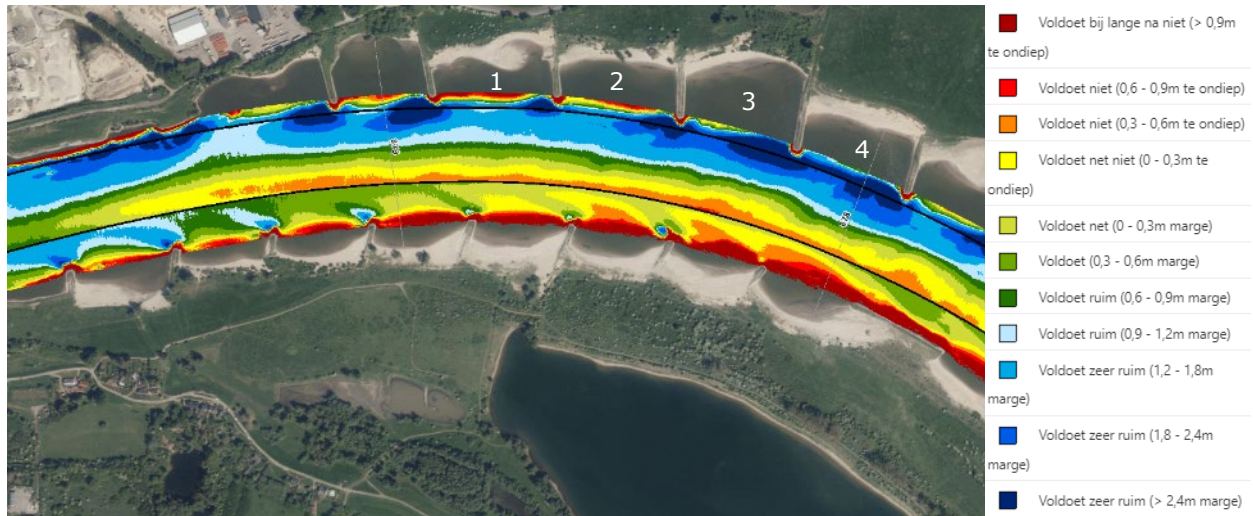 1
2
3
4
928
Voldoet bij lange na niet (> 0,9m
te ondiep)
Voldoet niet (0,6 - 0,9m te ondiep)
Voldoet niet (0,3 - 0,6m te ondiep)
Voldoet net niet (0 - 0,3m te
ondiep)
Voldoet net (0 - 0,3m marge)
Voldoet (0,3 - 0,6m marge)
Voldoet ruim (0,6 - 0,9m marge)
Voldoet ruim (0,9 - 1,2m marge)
Voldoet zeer ruim (1,2 - 1,8m
marge)
Voldoet zeer ruim (1,8 - 2,4m
marge)
Voldoet zeer ruim (> 2,4m marge)